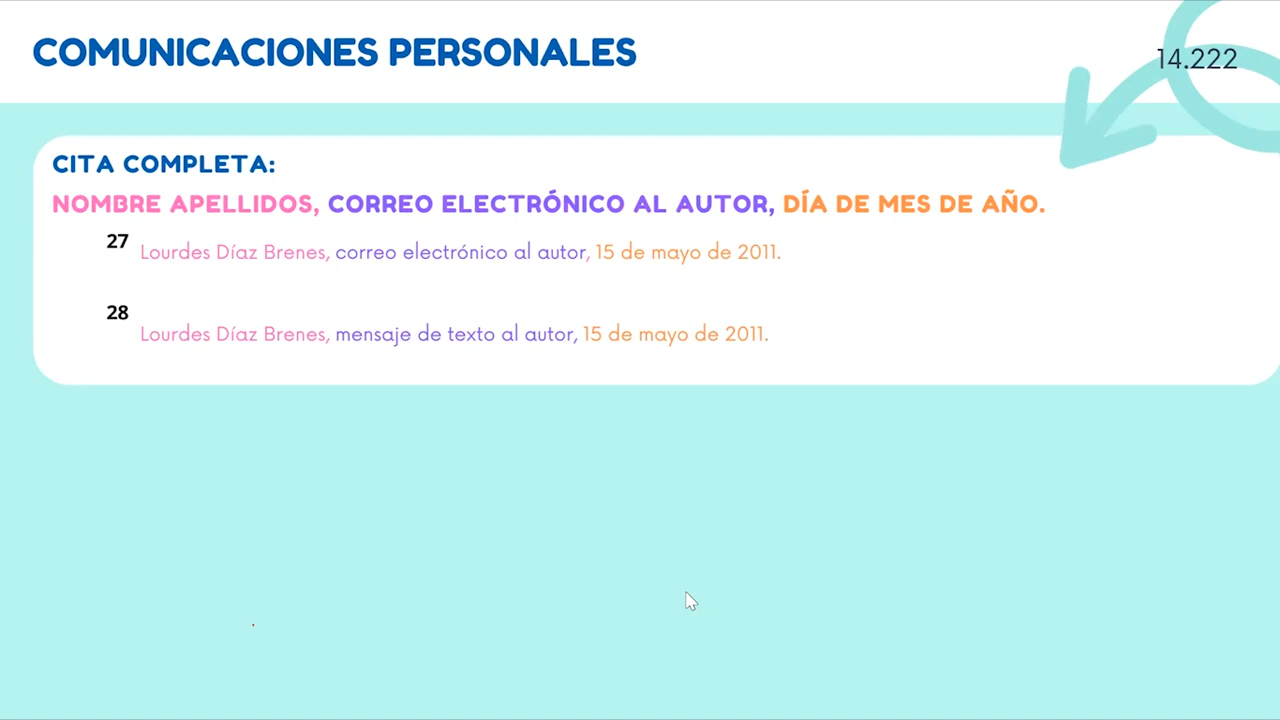 COMUNICACIONES PERSONALES
14.222
CITA COMPLETA:
NOMBRE APELLIDOS, CORREO ELECTRÓNICO AL AUTOR, DÍA DE MES DE AÑO.
27 Lourdes Díaz Brenes, correo electrónico al autor, 15 de mayo de 2011.
28 Lourdes Díaz Brenes, mensaje de texto al autor, 15 de mayo de 2011.